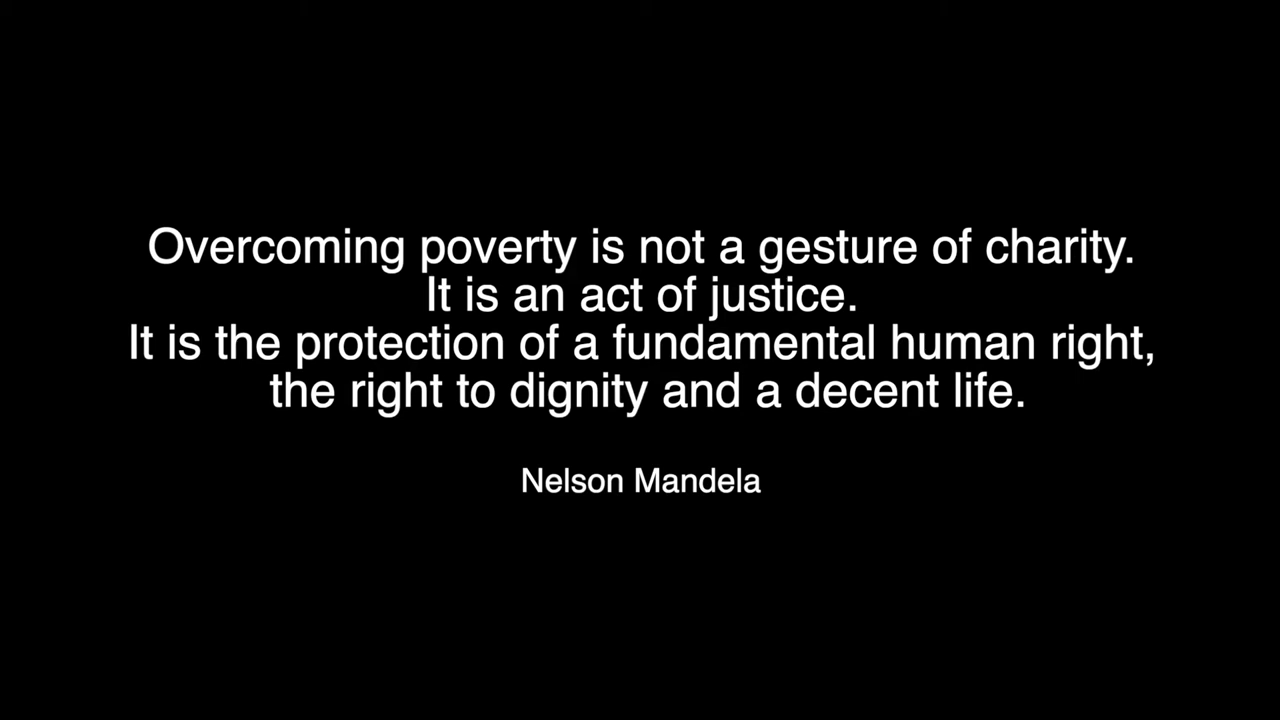 Overcoming poverty is not a gesture of charity.
It is an act of justice.
It is the protection of a fundamental human right,
the right to dignity and a decent life.
Nelson Mandela